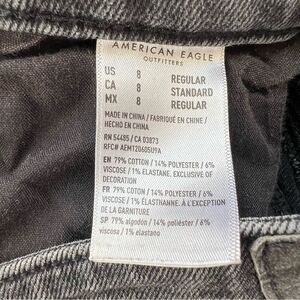 AMERICAN EAGLE
OUTFITTERS
US 8 REGULAR
CA 8 STANDARD
MX 8 REGULAR
MADE IN CHINA / FABRIQUÉ EN CHINE /
HECHO EN CHINA
RN 54485 / CA 03873
RFC# AEMT20605U9A
EN 79% COTTON / 14% POLYESTER / 6%
VISCOSE / 1% ELASTANE. EXCLUSIVE OF
DECORATION
FR 79% COTTON / 14% POLYESTER / 6%
VISCOSE / 1% ÉLASTHANNE. À L'EXCEPTION
DE LA GARNITURE
SP 79% algodón / 14% poliéster / 6%
viscosa / 1% elastano